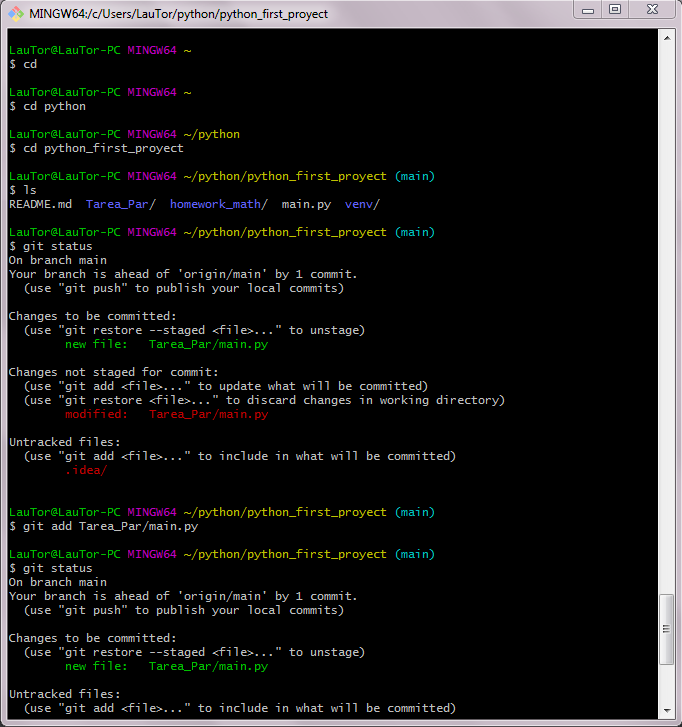 MINGW64:/c/Users/LauTor/python/python_first_proyect
LauTor@LauTor-PC MINGW64 ~
$ cd
LauTor@LauTor-PC MINGW64 ~
$ cd python
LauTor@LauTor-PC MINGW64 ~/python
$ cd python_first_proyect
LauTor@LauTor-PC MINGW64 ~/python/python_first_proyect (main)
$ ls
README.md  Tarea_Par/  homework_math/  main.py  venv/
LauTor@LauTor-PC MINGW64 ~/python/python_first_proyect (main)
$ git status
On branch main
Your branch is ahead of 'origin/main' by 1 commit.
  (use "git push" to publish your local commits)
Changes to be committed:
  (use "git restore --staged <file>..." to unstage)
        new file:   Tarea_Par/main.py
Changes not staged for commit:
  (use "git add <file>..." to update what will be committed)
  (use "git restore <file>..." to discard changes in working directory)
        modified:   Tarea_Par/main.py
Untracked files:
  (use "git add <file>..." to include in what will be committed)
        .idea/
LauTor@LauTor-PC MINGW64 ~/python/python_first_proyect (main)
$ git add Tarea_Par/main.py
LauTor@LauTor-PC MINGW64 ~/python/python_first_proyect (main)
$ git status
On branch main
Your branch is ahead of 'origin/main' by 1 commit.
  (use "git push" to publish your local commits)
Changes to be committed:
  (use "git restore --staged <file>..." to unstage)
        new file:   Tarea_Par/main.py
Untracked files:
  (use "git add <file>..." to include in what will be committed)